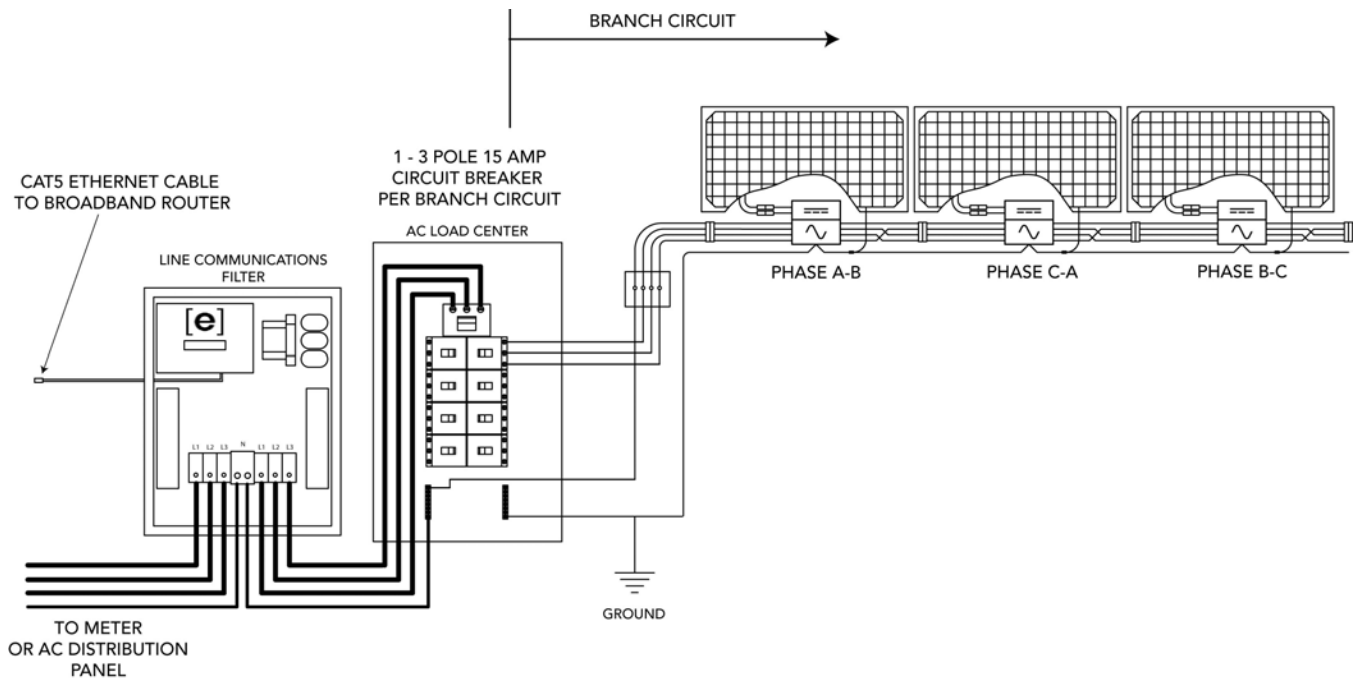 BRANCH CIRCUIT
1 - 3 POLE 15 AMP
CIRCUIT BREAKER
PER BRANCH CIRCUIT
CAT5 ETHERNET CABLE
TO BROADBAND ROUTER
AC LOAD CENTER
LINE COMMUNICATIONS
FILTER
[e]
PHASE A-B
PHASE C-A
PHASE B-C
L1 L2 L3 N L1 L2 L3
GROUND
TO METER
OR AC DISTRIBUTION
PANEL